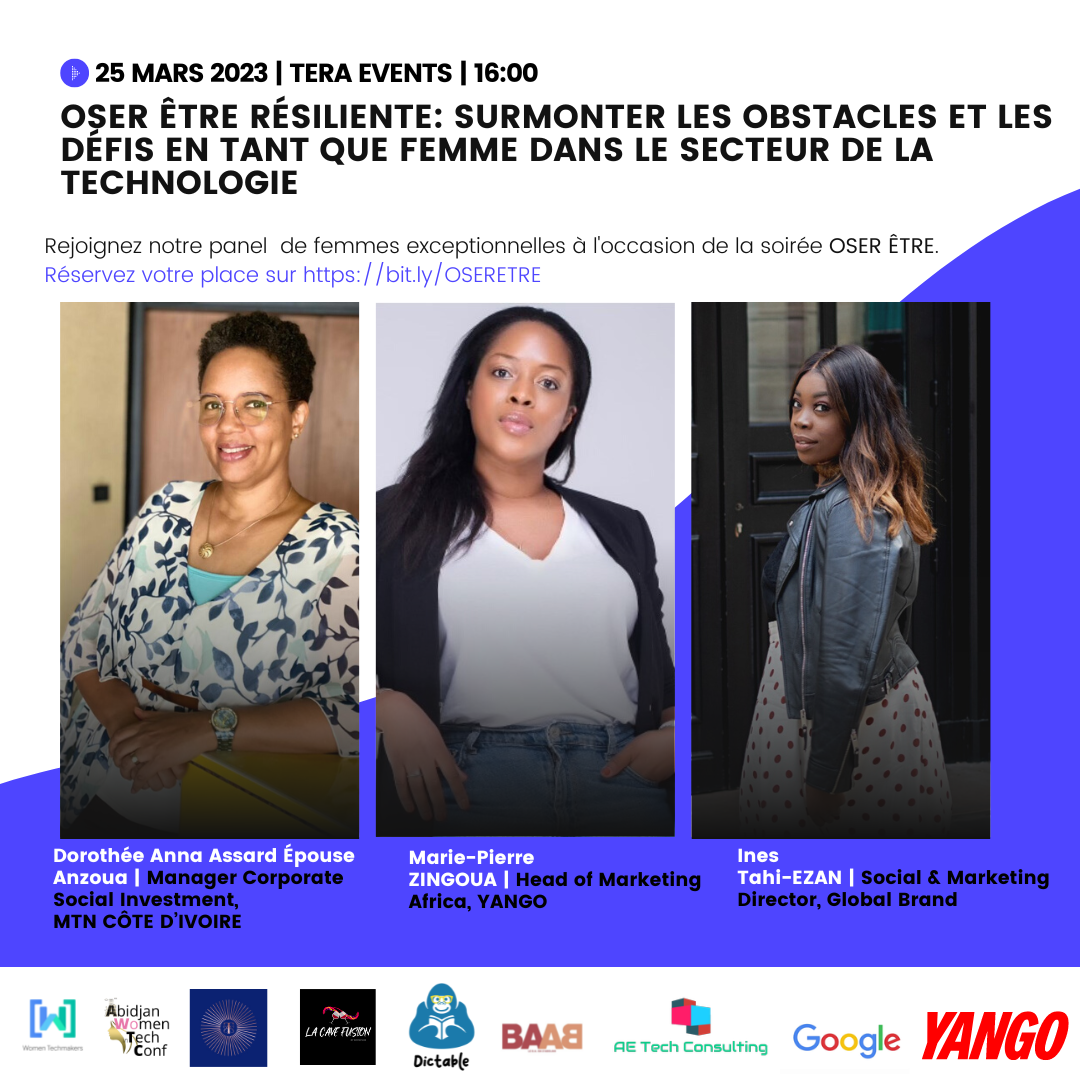 25 MARS 2023 | TERA EVENTS | 16:00
OSER ÊTRE RÉSILIENTE: SURMONTER LES OBSTACLES ET LES
DÉFIS EN TANT QUE FEMME DANS LE SECTEUR DE LA
TECHNOLOGIE
Rejoignez notre panel de femmes exceptionnelles à l'occasion de la soirée OSER ÊTRE.
Réservez votre place sur https://bit.ly/OSERETRE
Dorothée Anna Assard Épouse
Anzoua | Manager Corporate
Social Investment,
MTN CÔTE D'IVOIRE
Marie-Pierre
ZINGOUA | Head of Marketing
Africa, YANGO
Ines
Tahi-EZAN | Social & Marketing
Director, Global Brand
Women Techmakers
Abidjan
Women
Tech
Conf
LA CAVE FUSION
Dictable
BAAB
AE Tech Consulting
Google
YANGO